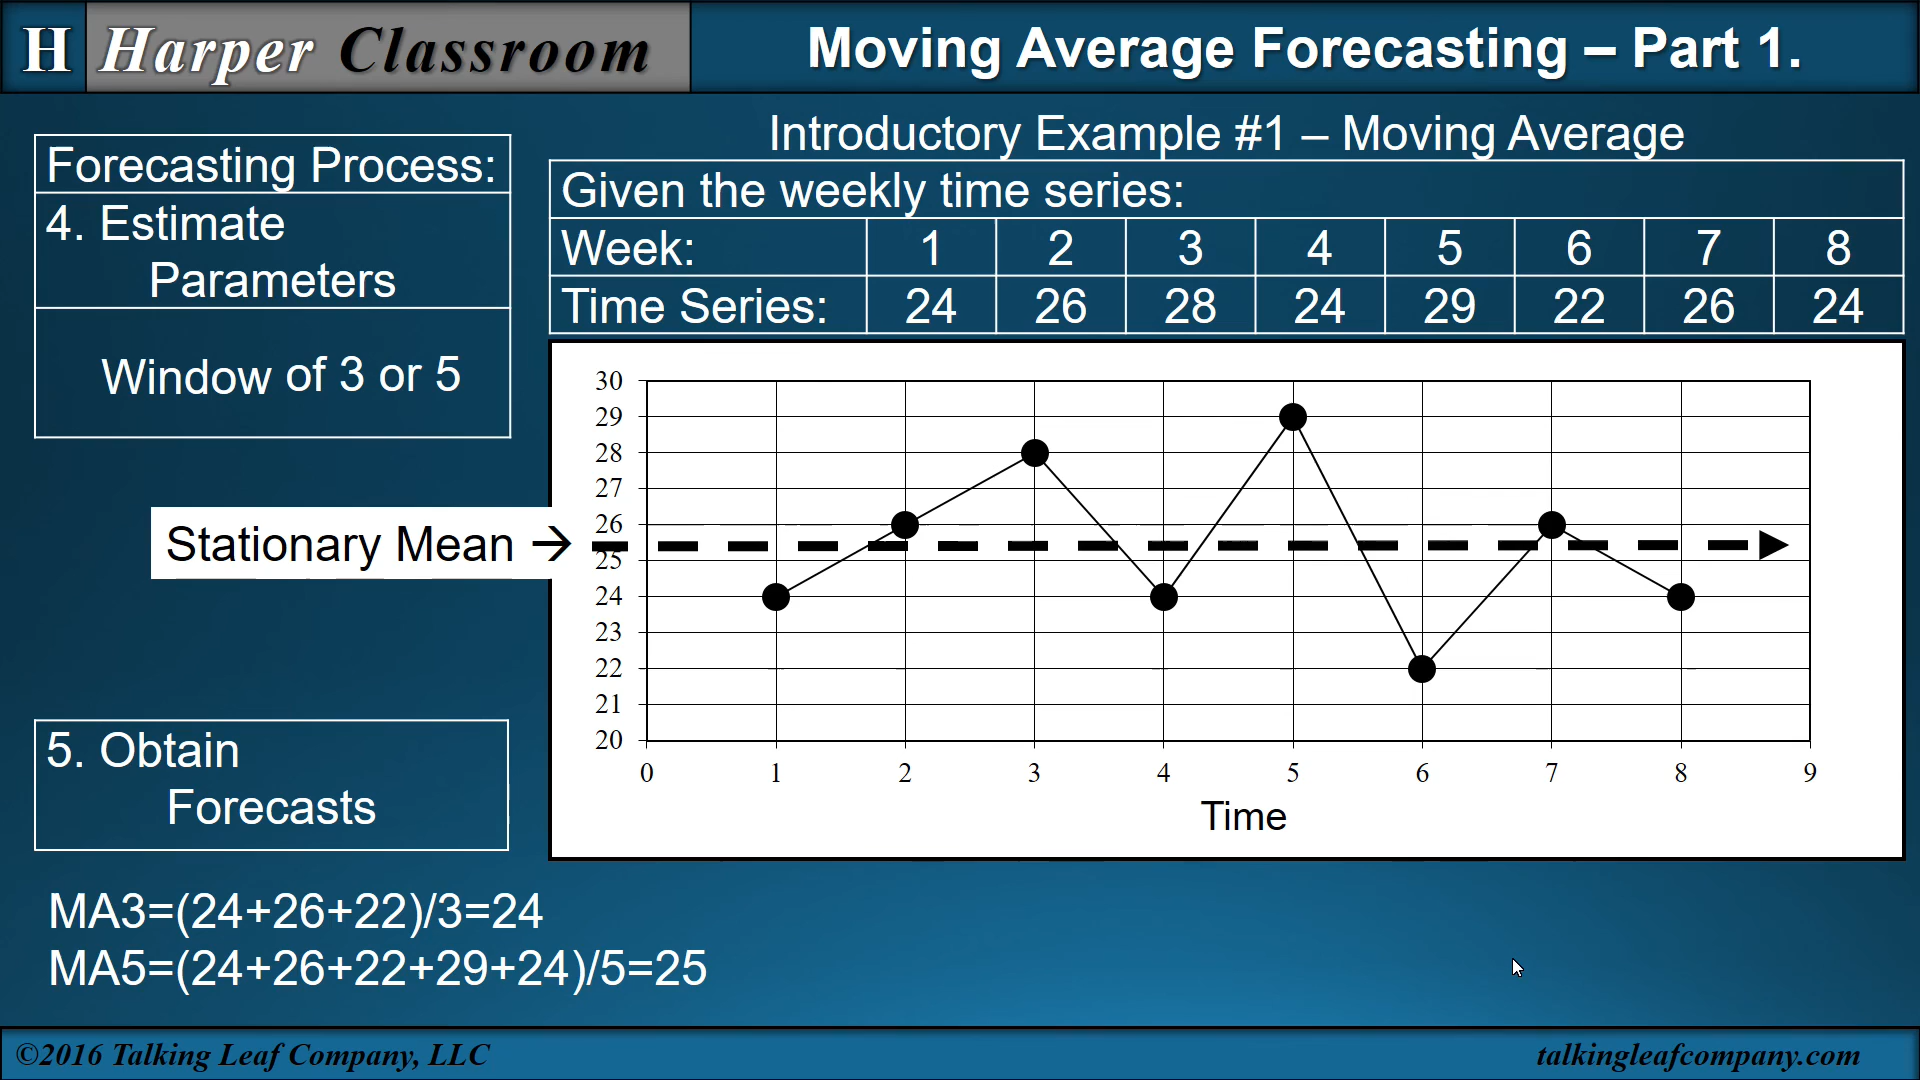 H Harper Classroom
Moving Average Forecasting – Part 1.
Forecasting Process:
4. Estimate
Parameters
Window of 3 or 5
Introductory Example #1 – Moving Average
Given the weekly time series:
Week: 1 2 3 4 5 6 7 8
Time Series: 24 26 28 24 29 22 26 24
30
29
28
27
26
Stationary Mean →
25
24
23
22
21
20
0 1 2 3 4 5 6 7 8 9
Time
5. Obtain
Forecasts
MA3=(24+26+22)/3=24
MA5=(24+26+22+29+24)/5=25
©2016 Talking Leaf Company, LLC
talkingleafcompany.com